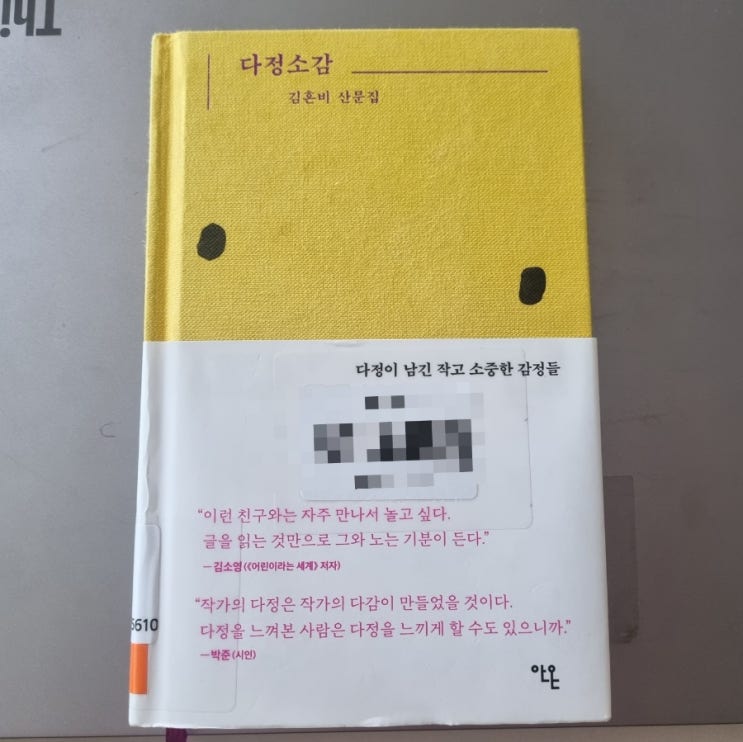 Thi
다정소감
김혼비 산문집
다정이 남긴 작고 소중한 감정들
“이런 친구와는 자주 만나서 놀고 싶다.
글을 읽는 것만으로 그와 노는 기분이 든다.”
—김소영(《어린이라는 세계》 저자)
“작가의 다정은 작가의 다감이 만들었을 것이다.
다정을 느껴본 사람은 다정을 느끼게 할 수도 있으니까.”
—박준(시인)
5610
안온